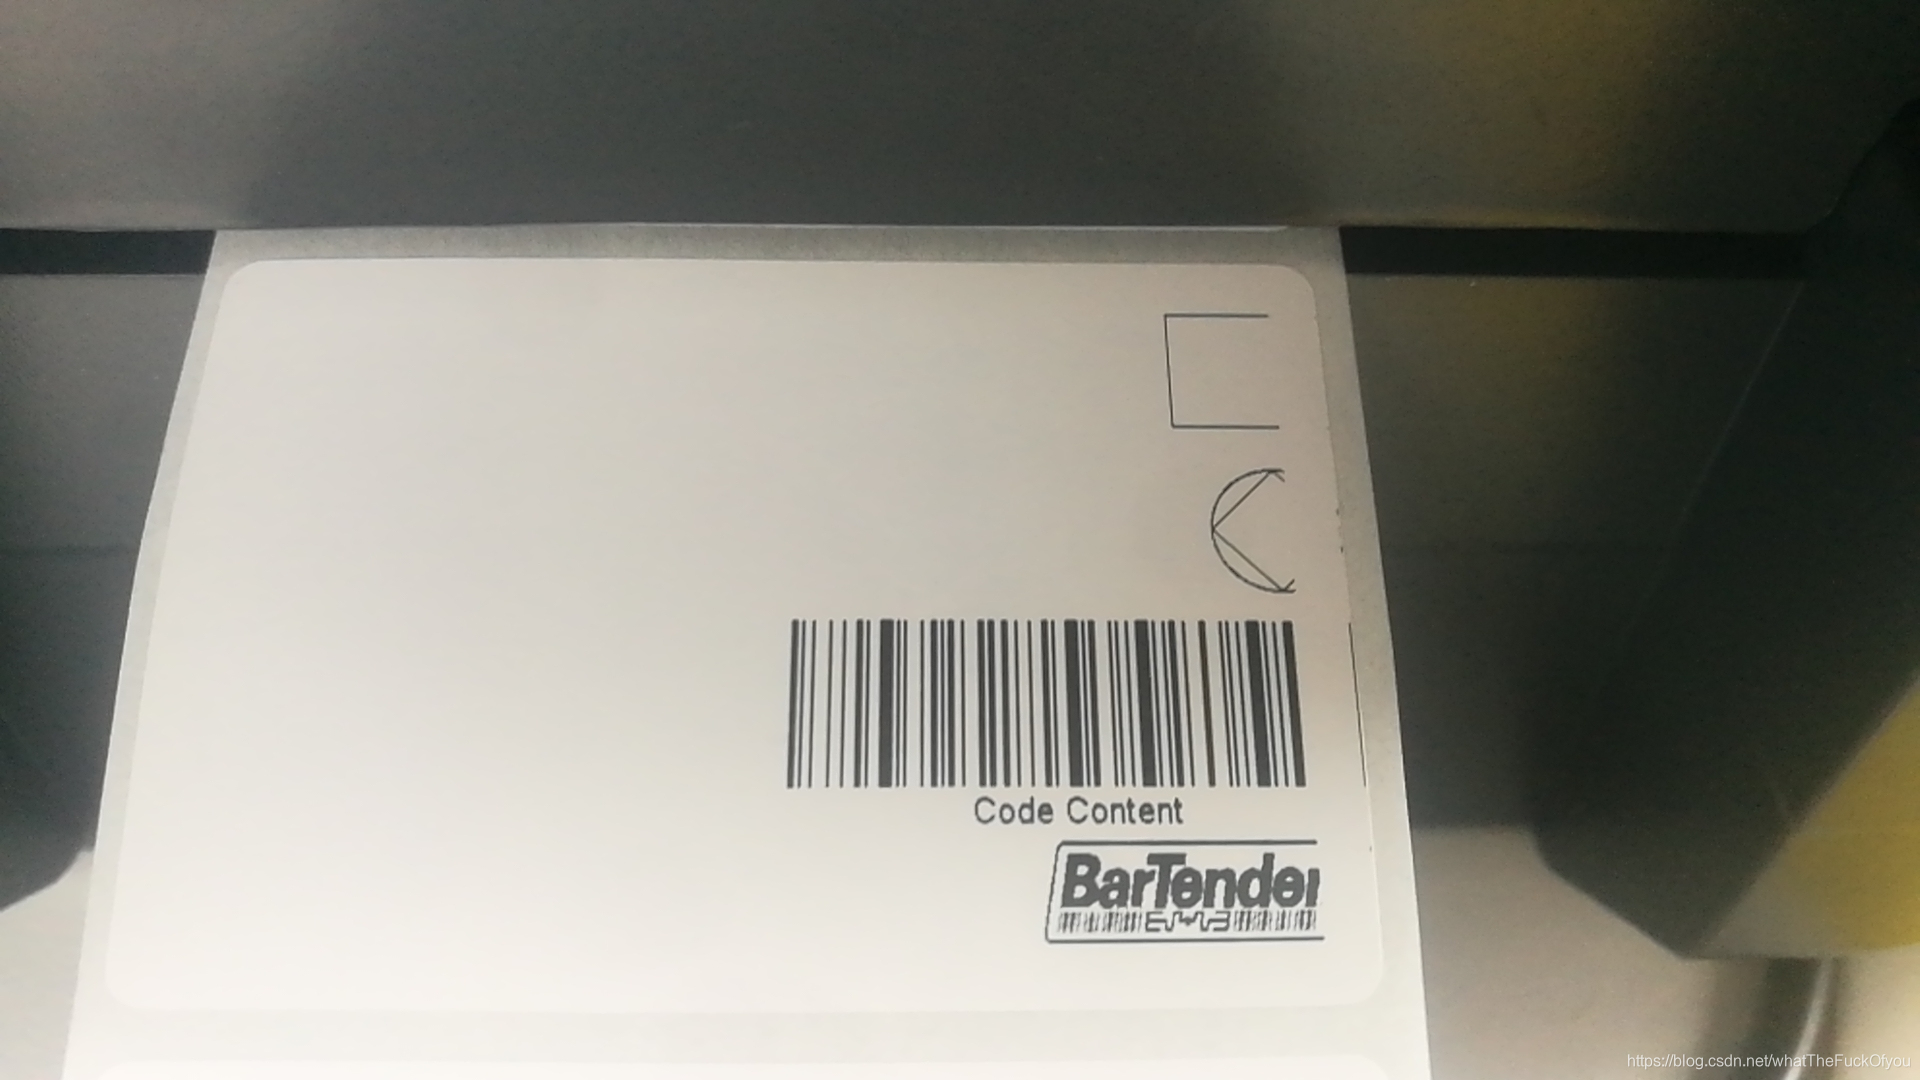 Code Content
BarTender
https://blog.csdn.net/whatTheFuckOfyou